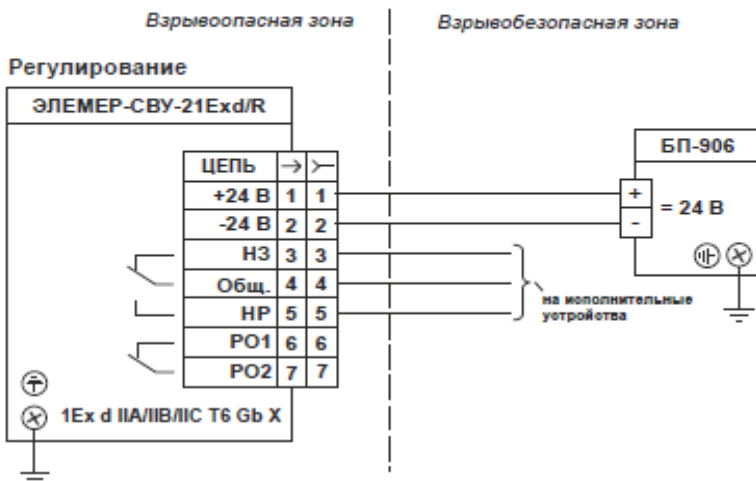 Взрывоопасная зона
Взрывобезопасная зона
Регулирование
ЭЛЕМЕР-СВУ-21Exd/R
БП-906
ЦЕПЬ
+24 В 1 1
-24 В 2 2
НЗ 3 3
Общ. 4 4
НР 5 5
РО1 6 6
РО2 7 7
+
-
= 24 В
на исполнительные
устройства
1Ex d IIA/IIB/IIC T6 Gb X